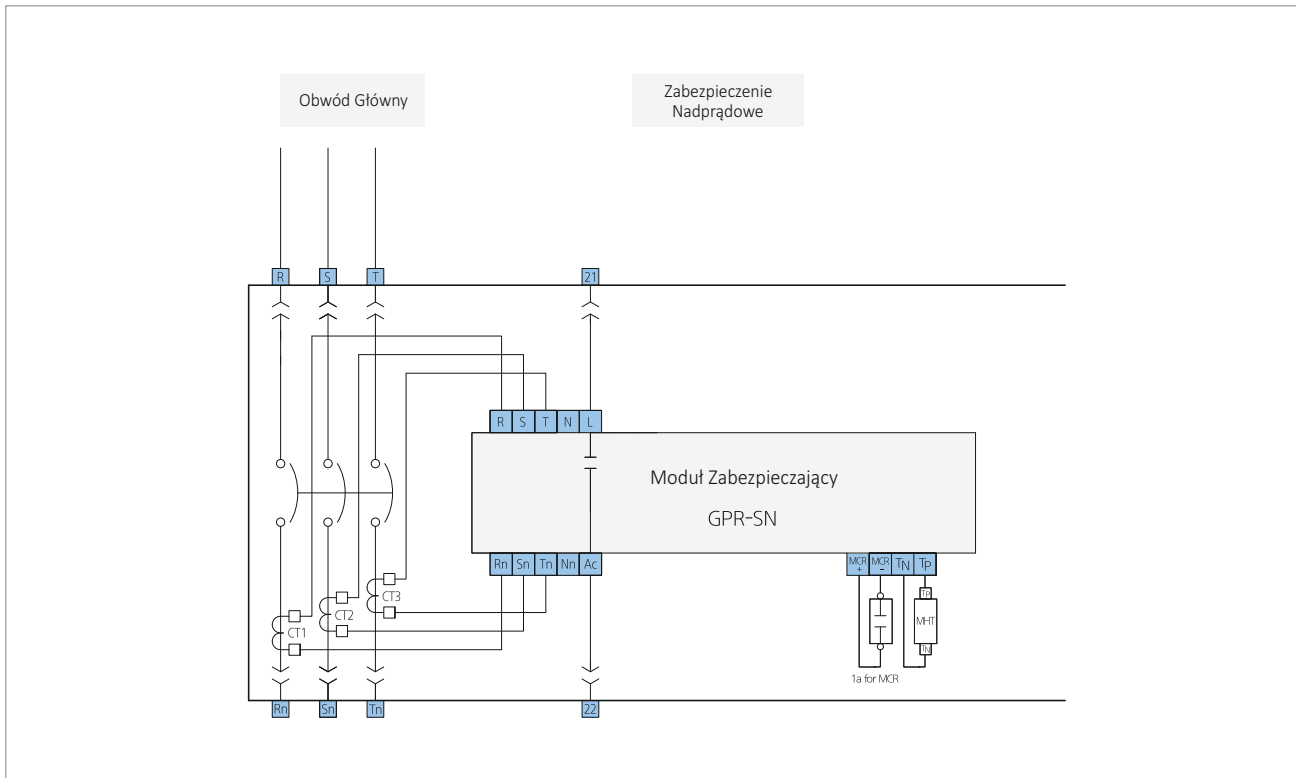 Obwód Główny
Zabezpieczenie
Nadprądowe
R S T 21
R S T N L
Moduł Zabezpieczający
GPR-SN
Rn Sn Tn Nn Ac
MCR + MCR - TN TP
CT3
CT2
CT1
TP
MHT
TN
1a for MCR
Rn Sn Tn 22